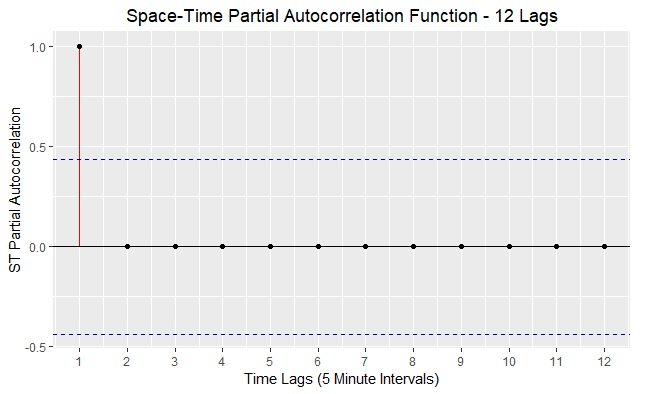 Space-Time Partial Autocorrelation Function - 12 Lags
ST Partial Autocorrelation
1.0
0.5
0.0
-0.5
1 2 3 4 5 6 7 8 9 10 11 12
Time Lags (5 Minute Intervals)